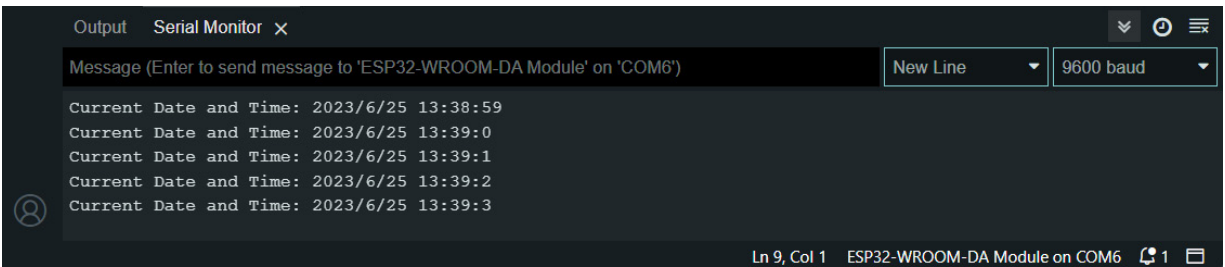 Output Serial Monitor
Message (Enter to send message to 'ESP32-WROOM-DA Module' on 'COM6') New Line 9600 baud
Current Date and Time: 2023/6/25 13:38:59
Current Date and Time: 2023/6/25 13:39:0
Current Date and Time: 2023/6/25 13:39:1
Current Date and Time: 2023/6/25 13:39:2
Current Date and Time: 2023/6/25 13:39:3
Ln 9, Col 1 ESP32-WROOM-DA Module on COM6 1